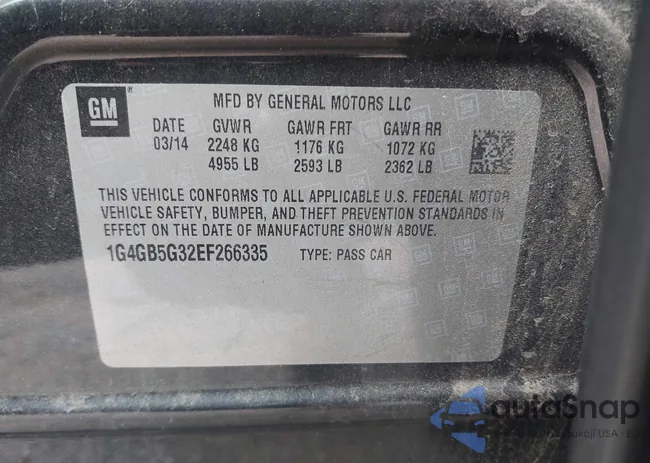 GM
MFD BY GENERAL MOTORS LLC
DATE GVWR GAWR FRT GAWR RR
03/14 2248 KG 1176 KG 1072 KG
4955 LB 2593 LB 2362 LB
THIS VEHICLE CONFORMS TO ALL APPLICABLE U.S. FEDERAL MOTOR
VEHICLE SAFETY, BUMPER, AND THEFT PREVENTION STANDARDS IN
EFFECT ON THE DATE OF MANUFACTURE SHOWN ABOVE.
1G4GB5G32EF266335 TYPE: PASS CAR
autoSnap
USA - EU